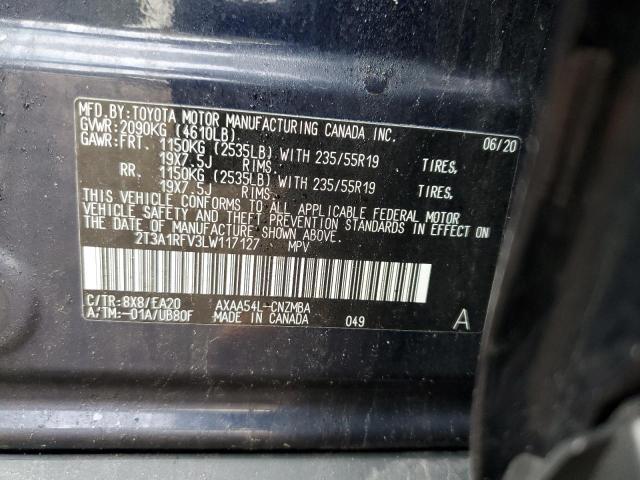 MFD.BY:TOYOTA MOTOR MANUFACTURING CANADA INC. 06/20
GVWR:2090KG (4610LB)
GAWR:FRT. 1150KG (2535LB) WITH 235/55R19 TIRES,
19X7.5J RIMS,
RR. 1150KG (2535LB) WITH 235/55R19 TIRES,
19X7.5J RIMS,
THIS VEHICLE CONFORMS TO ALL APPLICABLE FEDERAL MOTOR
VEHICLE SAFETY AND THEFT PREVENTION STANDARDS IN EFFECT ON
THE DATE OF MANUFACTURE SHOWN ABOVE.
2T3A1RFV3LW117127 MPV
C/TR:8X8/EA20 AXAA54L-CNZMBA
A/TM:-01A/UB80F MADE IN CANADA 049 A